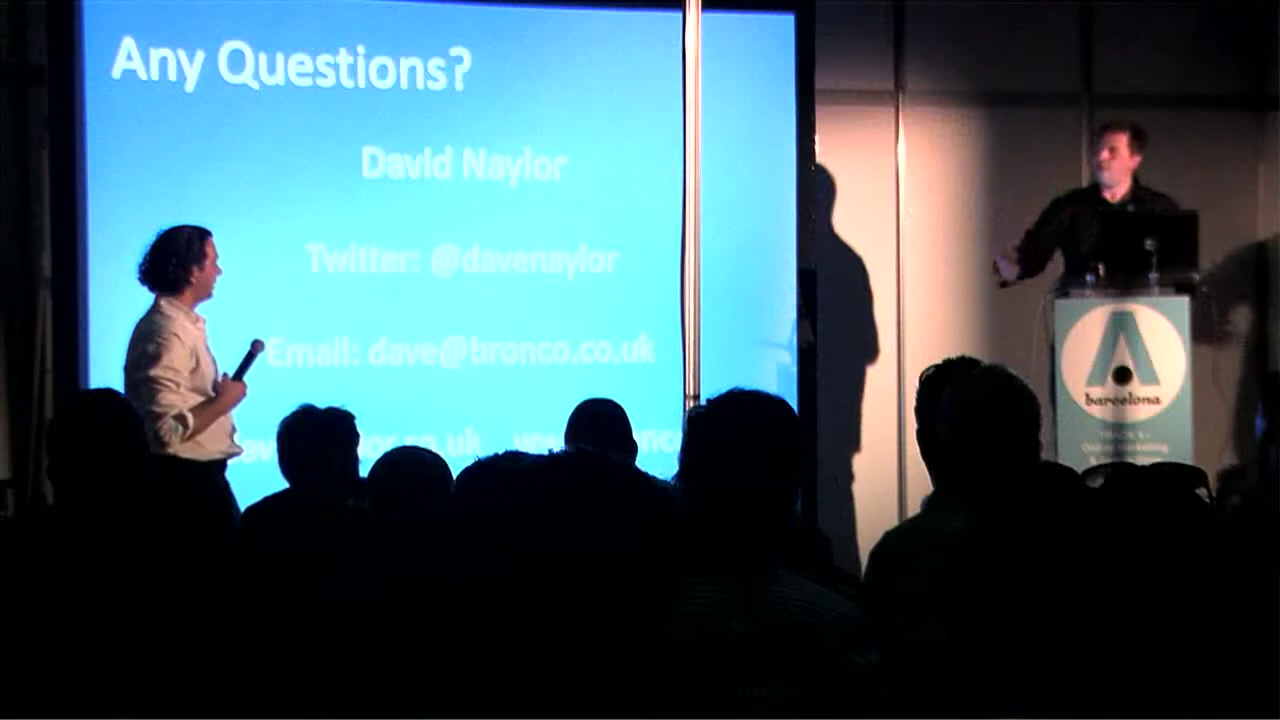 Any Questions?
David Naylor
Twitter: @davenaylor
Email: dave@bronco.co.uk
A
barcelona